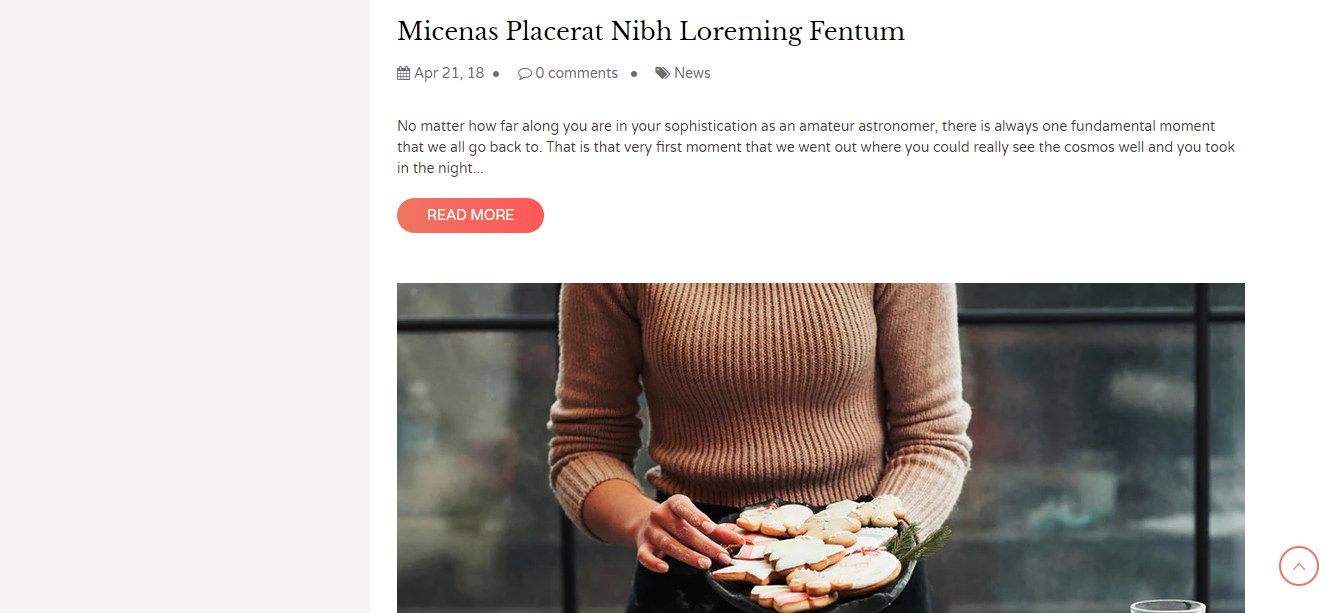 Micenas Placerat Nibh Loreming Fentum
Apr 21, 18 • 0 comments • News
No matter how far along you are in your sophistication as an amateur astronomer, there is always one fundamental moment
that we all go back to. That is that very first moment that we went out where you could really see the cosmos well and you took
in the night...
READ MORE